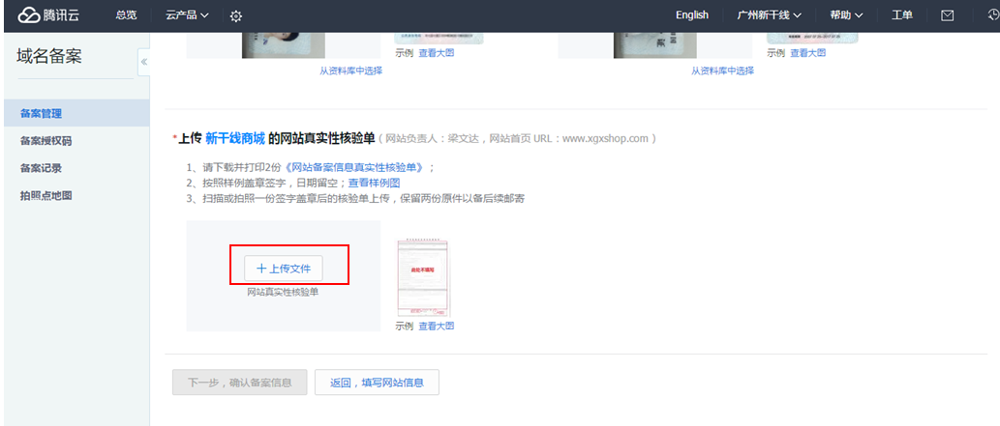 腾讯云 总览 云产品 English 广州新干线 帮助 工单
域名备案
备案管理
备案授权码
备案记录
拍照点地图
示例 查看大图 示例 查看大图
从资料库中选择 从资料库中选择
*上传 新干线商城 的网站真实性核验单（网站负责人：梁文达，网站首页 URL：www.xgxshop.com）
1、请下载并打印2份《网站备案信息真实性核验单》；
2、按照样例盖章签字，日期留空；查看样例图
3、扫描或拍照一份签字盖章后的核验单上传，保留两份原件以备后续邮寄
+ 上传文件
网站真实性核验单
此处不填写
示例 查看大图
下一步，确认备案信息 返回，填写网站信息